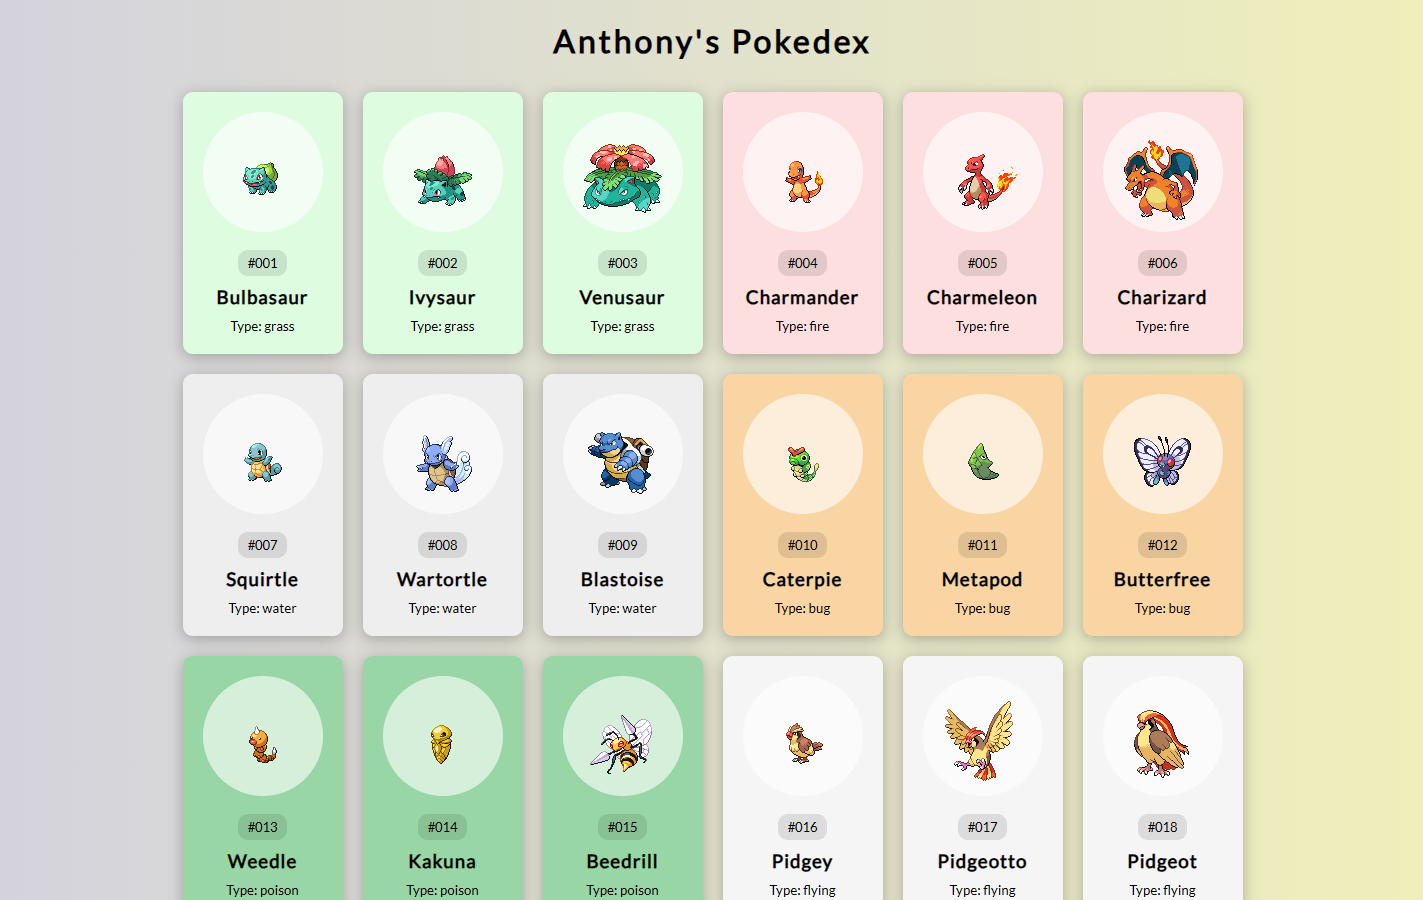 Anthony's Pokedex
#001 #002 #003 #004 #005 #006
Bulbasaur Ivysaur Venusaur Charmander Charmeleon Charizard
Type: grass Type: grass Type: grass Type: fire Type: fire Type: fire
#007 #008 #009 #010 #011 #012
Squirtle Wartortle Blastoise Caterpie Metapod Butterfree
Type: water Type: water Type: water Type: bug Type: bug Type: bug
#013 #014 #015 #016 #017 #018
Weedle Kakuna Beedrill Pidgey Pidgeotto Pidgeot
Type: poison Type: poison Type: poison Type: flying Type: flying Type: flying